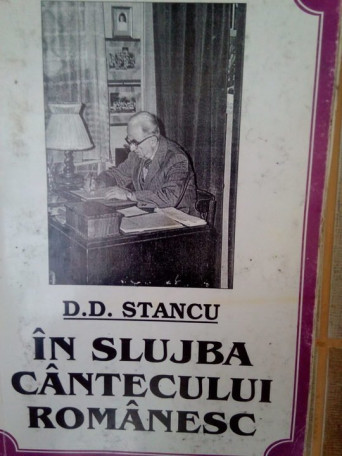 D.D. STANCU
ÎN SLUJBA
CÂNTECULUI
ROMÂNESC